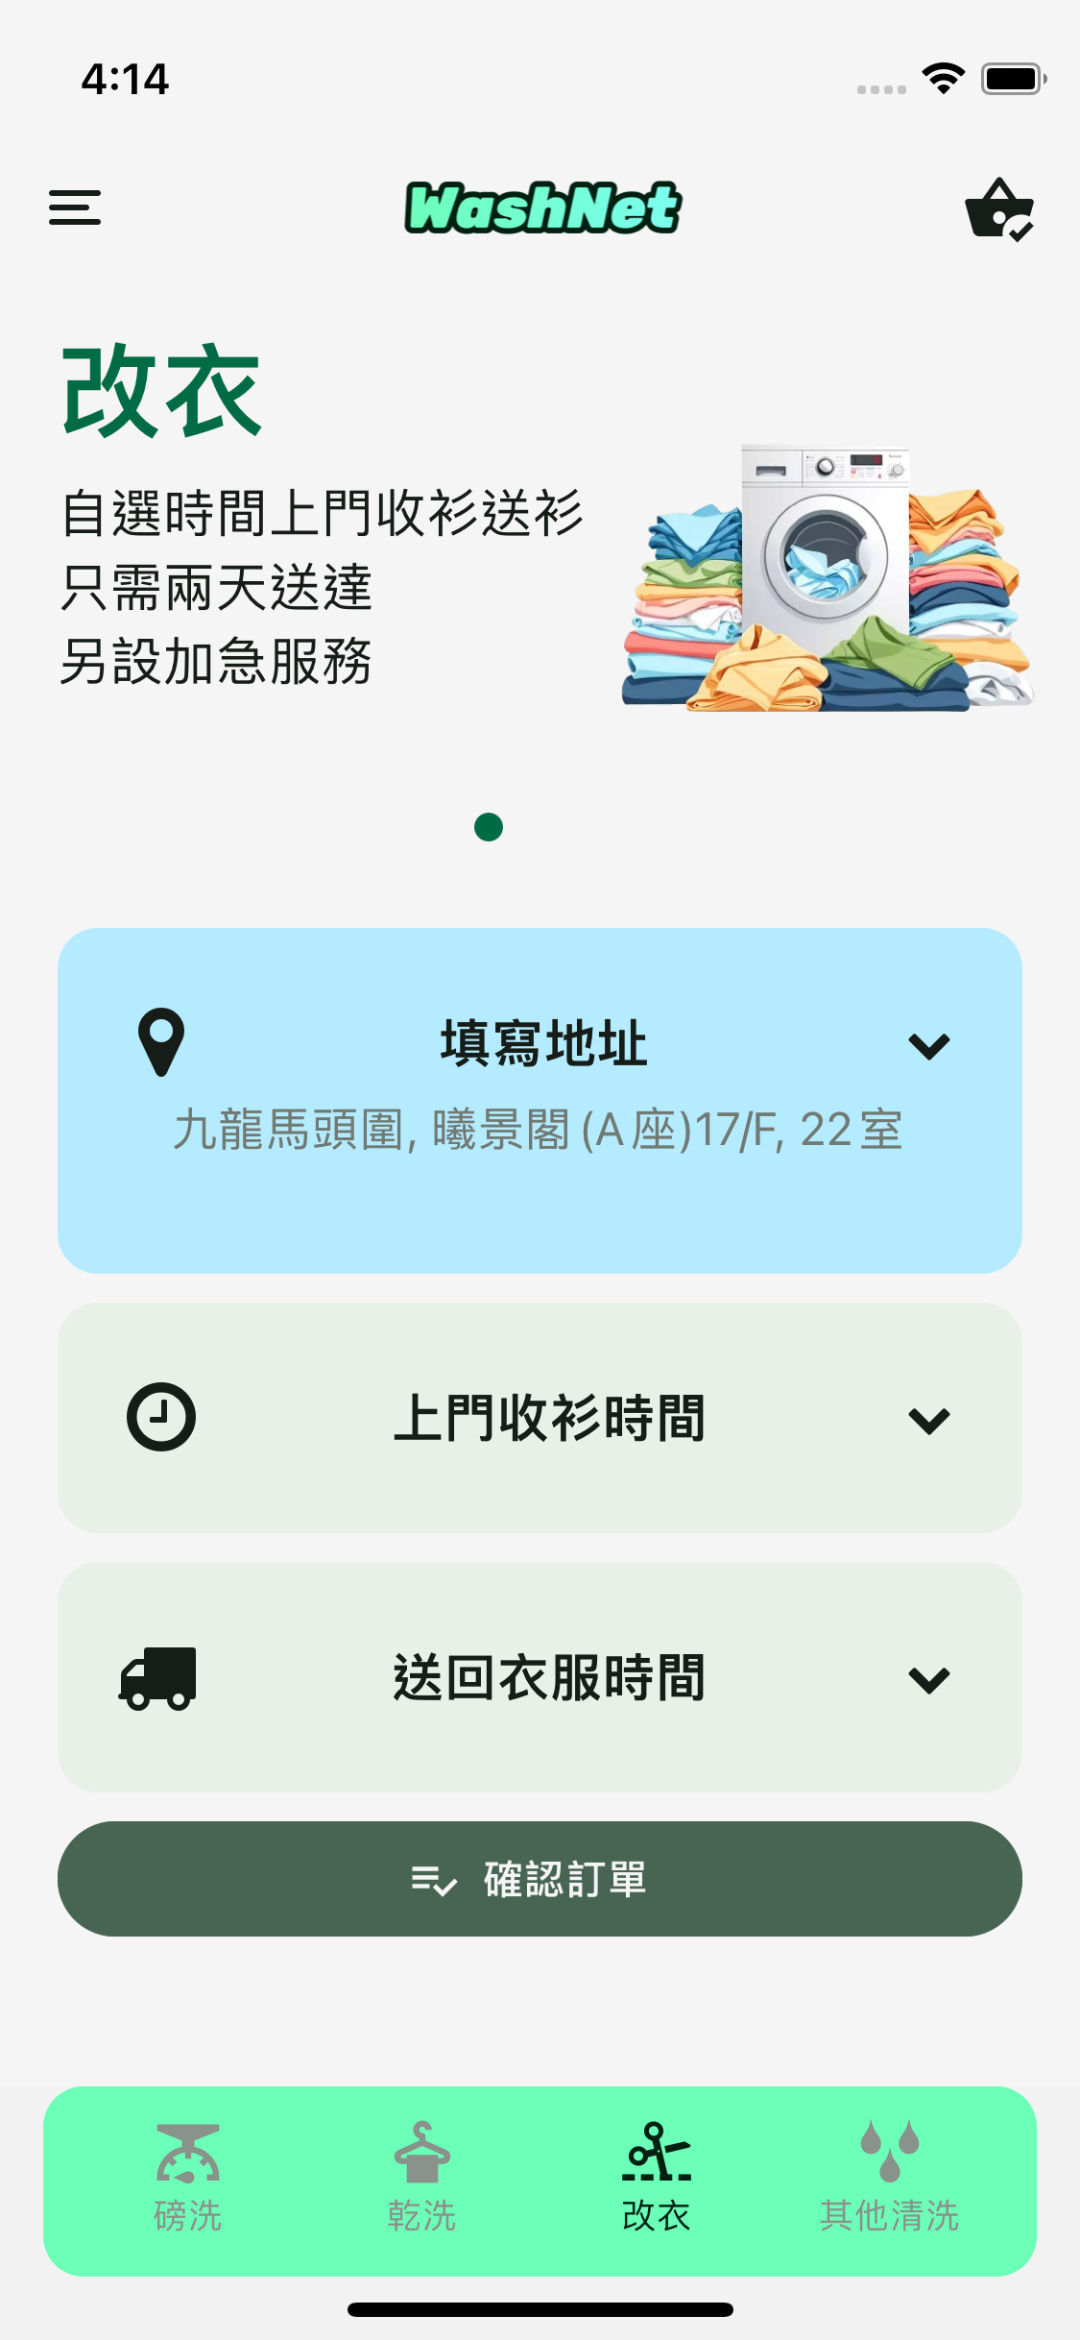 4:14
WashNet
改衣
自選時間上門收衫送衫
只需兩天送達
另設加急服務
填寫地址
九龍馬頭圍, 曦景閣 (A 座)17/F, 22 室
上門收衫時間
送回衣服時間
確認訂單
磅洗 乾洗 改衣 其他清洗